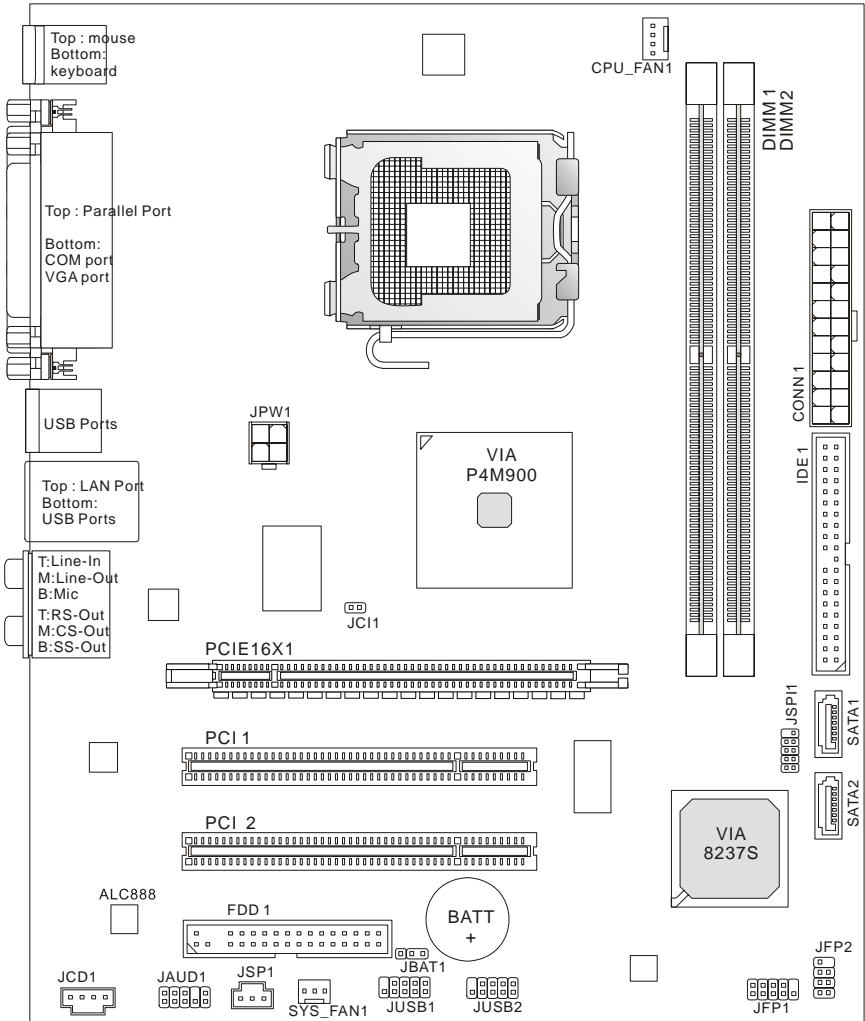 Top : mouse
Bottom:
keyboard
CPU_FAN1
DIMM1
DIMM2
Top : Parallel Port
Bottom:
COM port
VGA port
CONN1
USB Ports
JPW1
VIA
P4M900
IDE1
Top : LAN Port
Bottom:
USB Ports
T:Line-In
M:Line-Out
B:Mic
T:RS-Out
M:CS-Out
B:SS-Out
JCI1
PCIE16X1
JSPI1
SATA1
PCI 1
SATA2
PCI 2
VIA
8237S
ALC888
FDD 1
BATT
+
JFP2
JBAT1
JCD1
JAUD1
JSP1
SYS_FAN1
JUSB1
JUSB2
JFP1